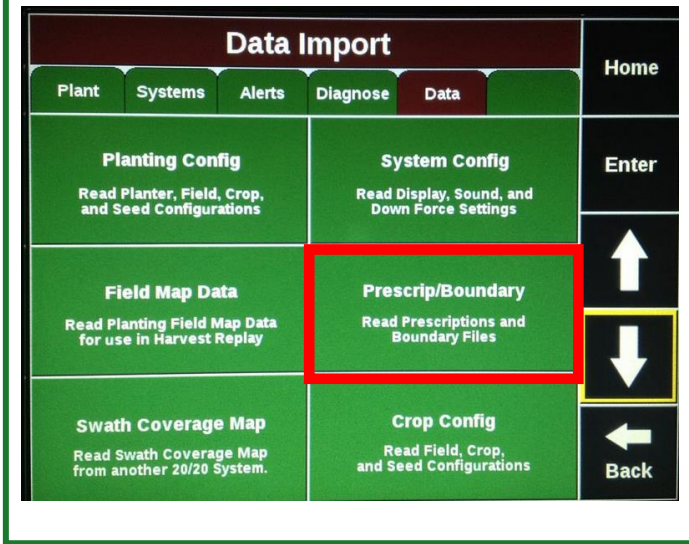 Data Import
Home
Plant Systems Alerts Diagnose Data
Planting Config
Read Planter, Field, Crop,
and Seed Configurations
System Config
Read Display, Sound, and
Down Force Settings
Enter
Field Map Data
Read Planting Field Map Data
for use in Harvest Replay
Prescrip/Boundary
Read Prescriptions and
Boundary Files
Swath Coverage Map
Read Swath Coverage Map
from another 20/20 System.
Crop Config
Read Field, Crop,
and Seed Configurations
Back